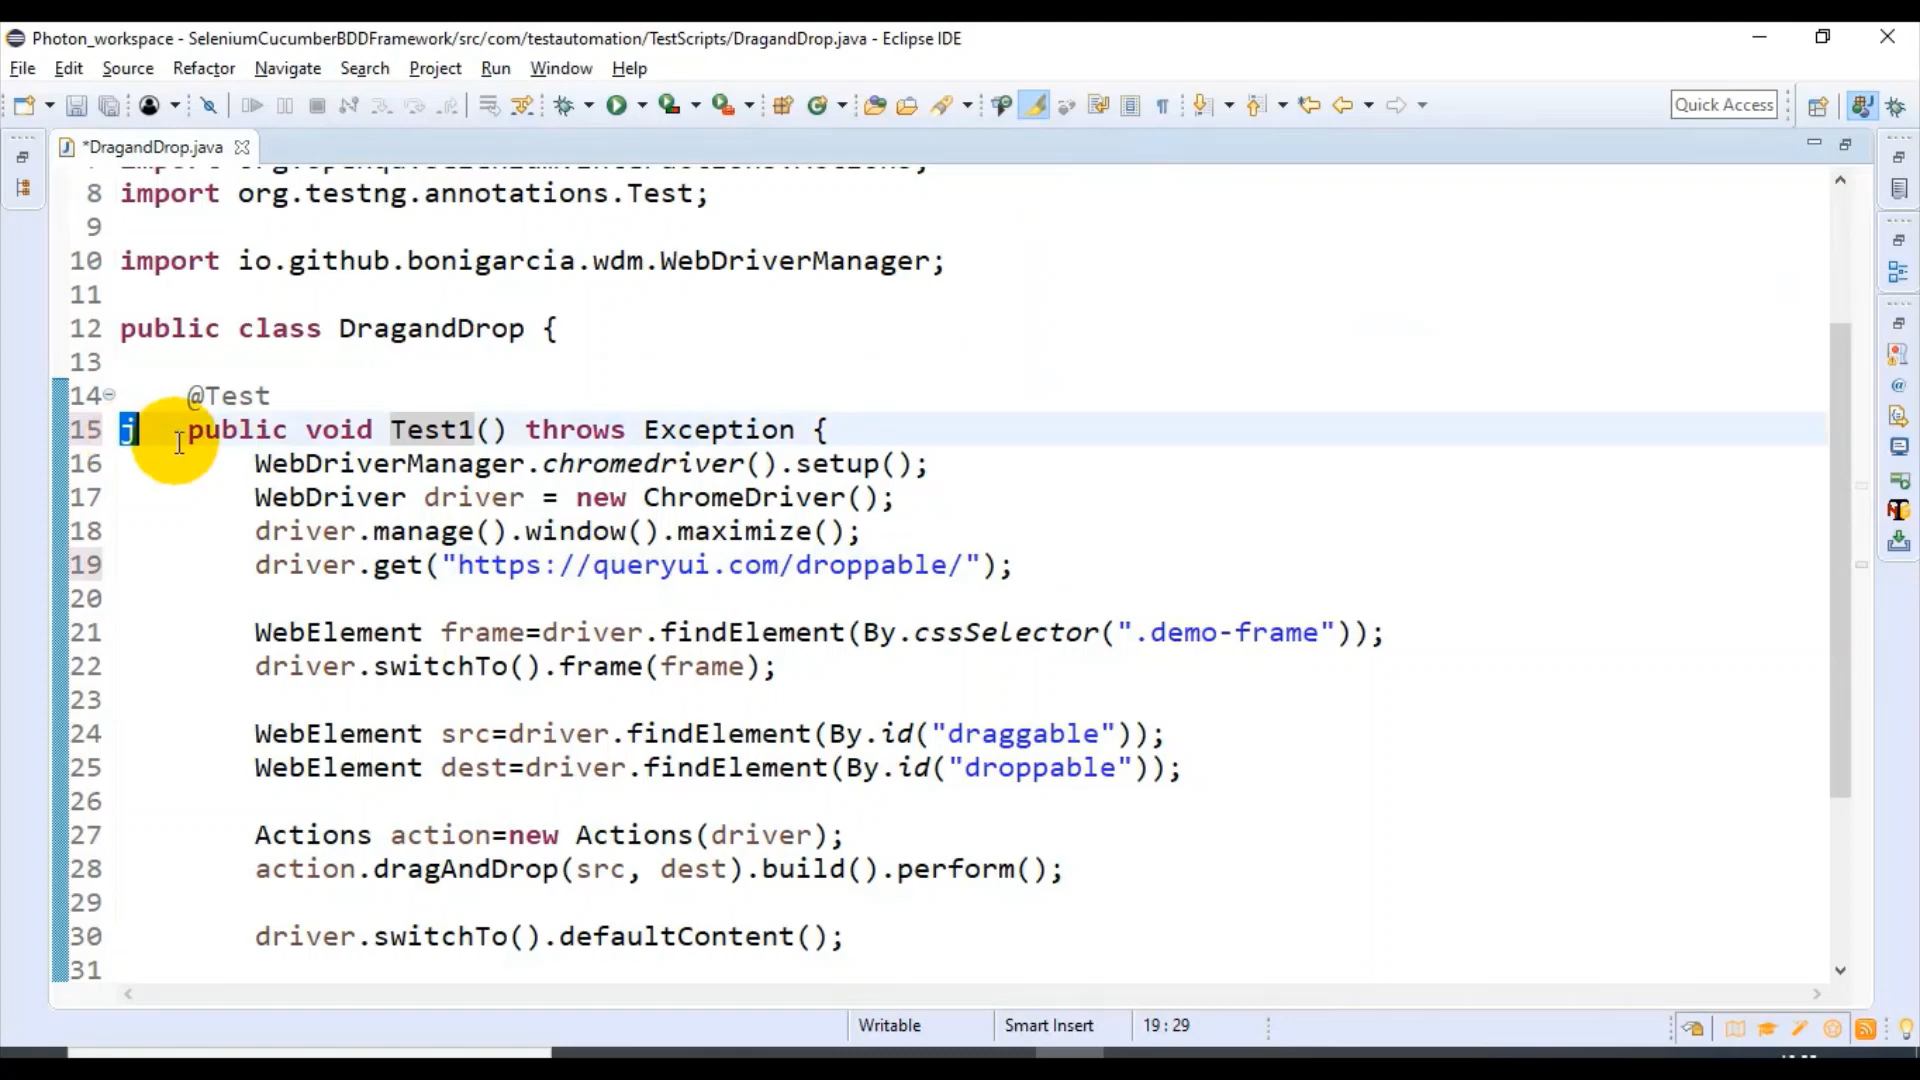 Photon_workspace - SeleniumCucumberBDDFramework/src/com/testautomation/TestScripts/DragandDrop.java - Eclipse IDE
File Edit Source Refactor Navigate Search Project Run Window Help
Quick Access
*DragandDrop.java
8 import org.testng.annotations.Test;
9
10 import io.github.bonigarcia.wdm.WebDriverManager;
11
12 public class DragandDrop {
13
14 @Test
15 j public void Test1() throws Exception {
16 WebDriverManager.chromedriver().setup();
17 WebDriver driver = new ChromeDriver();
18 driver.manage().window().maximize();
19 driver.get("https://queryui.com/droppable/");
20
21 WebElement frame=driver.findElement(By.cssSelector(".demo-frame"));
22 driver.switchTo().frame(frame);
23
24 WebElement src=driver.findElement(By.id("draggable"));
25 WebElement dest=driver.findElement(By.id("droppable"));
26
27 Actions action=new Actions(driver);
28 action.dragAndDrop(src, dest).build().perform();
29
30 driver.switchTo().defaultContent();
31
Writable Smart Insert 19 : 29